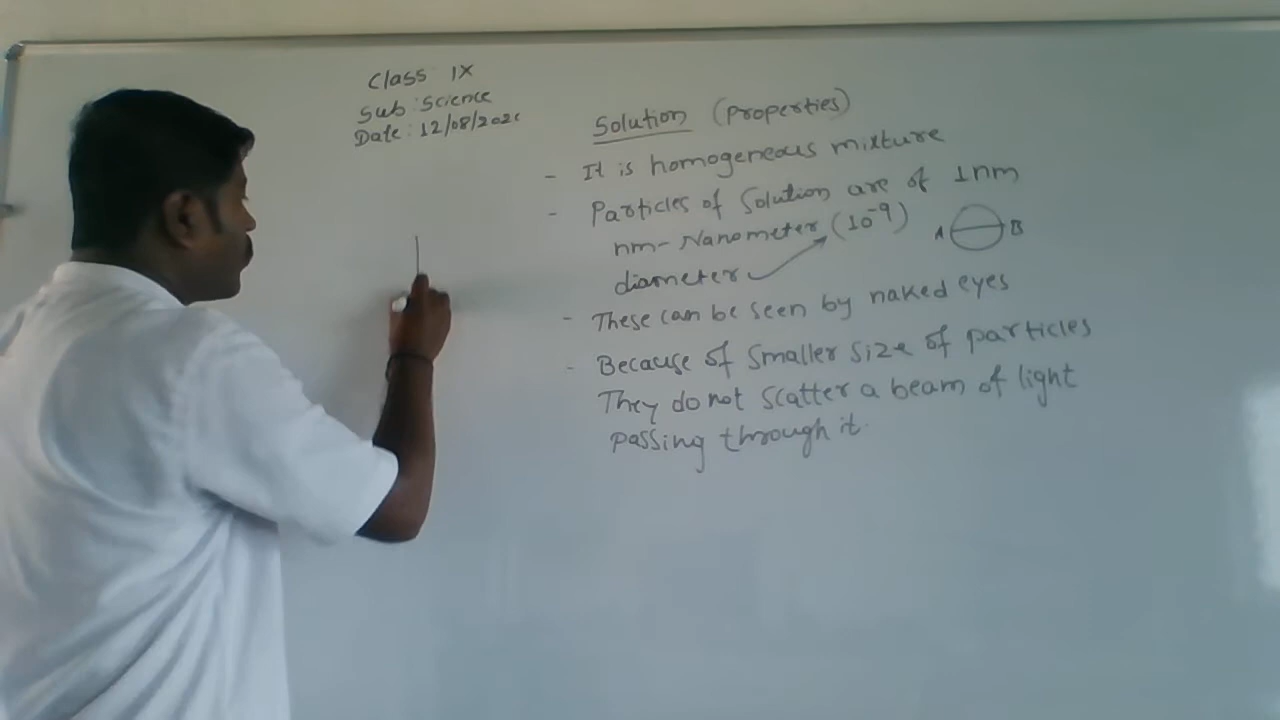 Class IX
Sub: Science
Date: 12/08/202
Solution (Properties)
- It is homogeneous mixture
- Particles of Solution are of 1nm
nm- Nanometer (10-9)
A B
diameter
- These can be seen by naked eyes
- Because of smaller size of particles
They do not scatter a beam of light
passing through it.